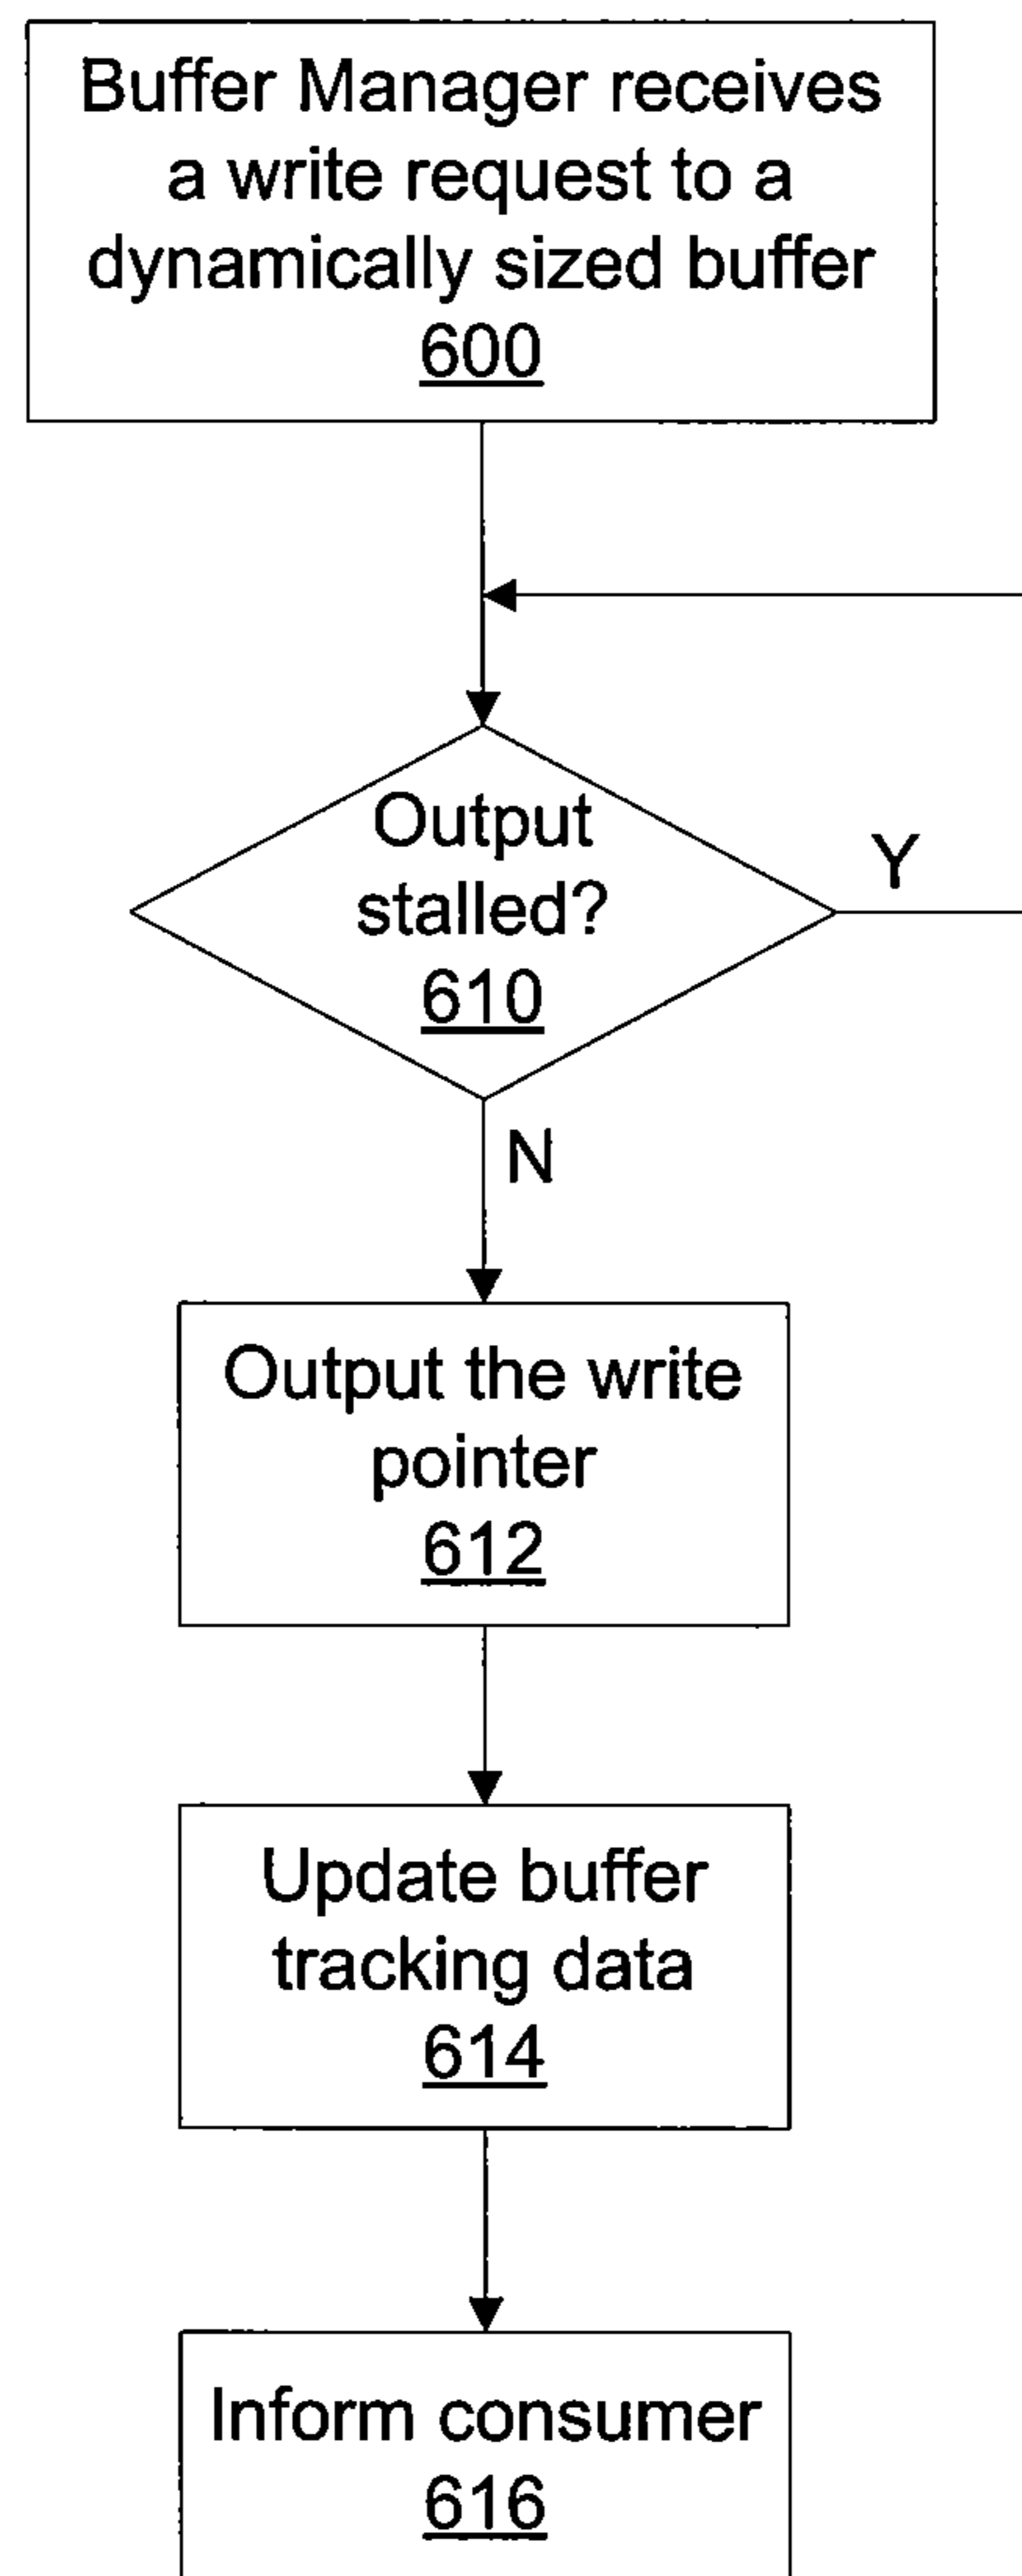 Buffer Manager receives
a write request to a
dynamically sized buffer
600
Output
stalled?
610
Y
N
Output the write
pointer
612
Update buffer
tracking data
614
Inform consumer
616